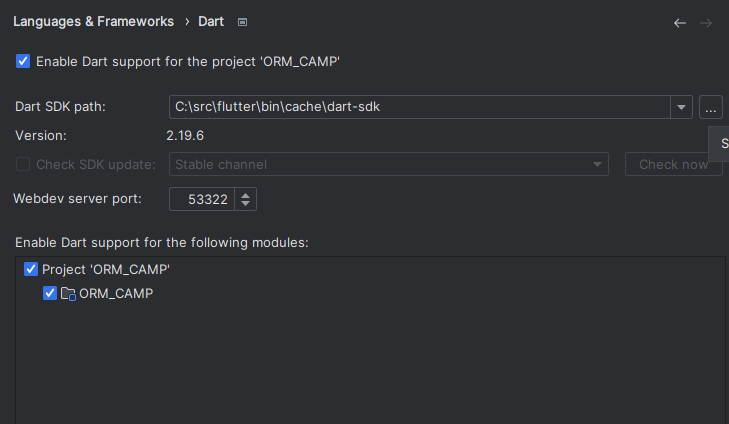 Languages & Frameworks › Dart
Enable Dart support for the project 'ORM_CAMP'
Dart SDK path: C:\src\flutter\bin\cache\dart-sdk ...
Version: 2.19.6
S
Check SDK update: Stable channel Check now
Webdev server port: 53322
Enable Dart support for the following modules:
Project 'ORM_CAMP'
ORM_CAMP